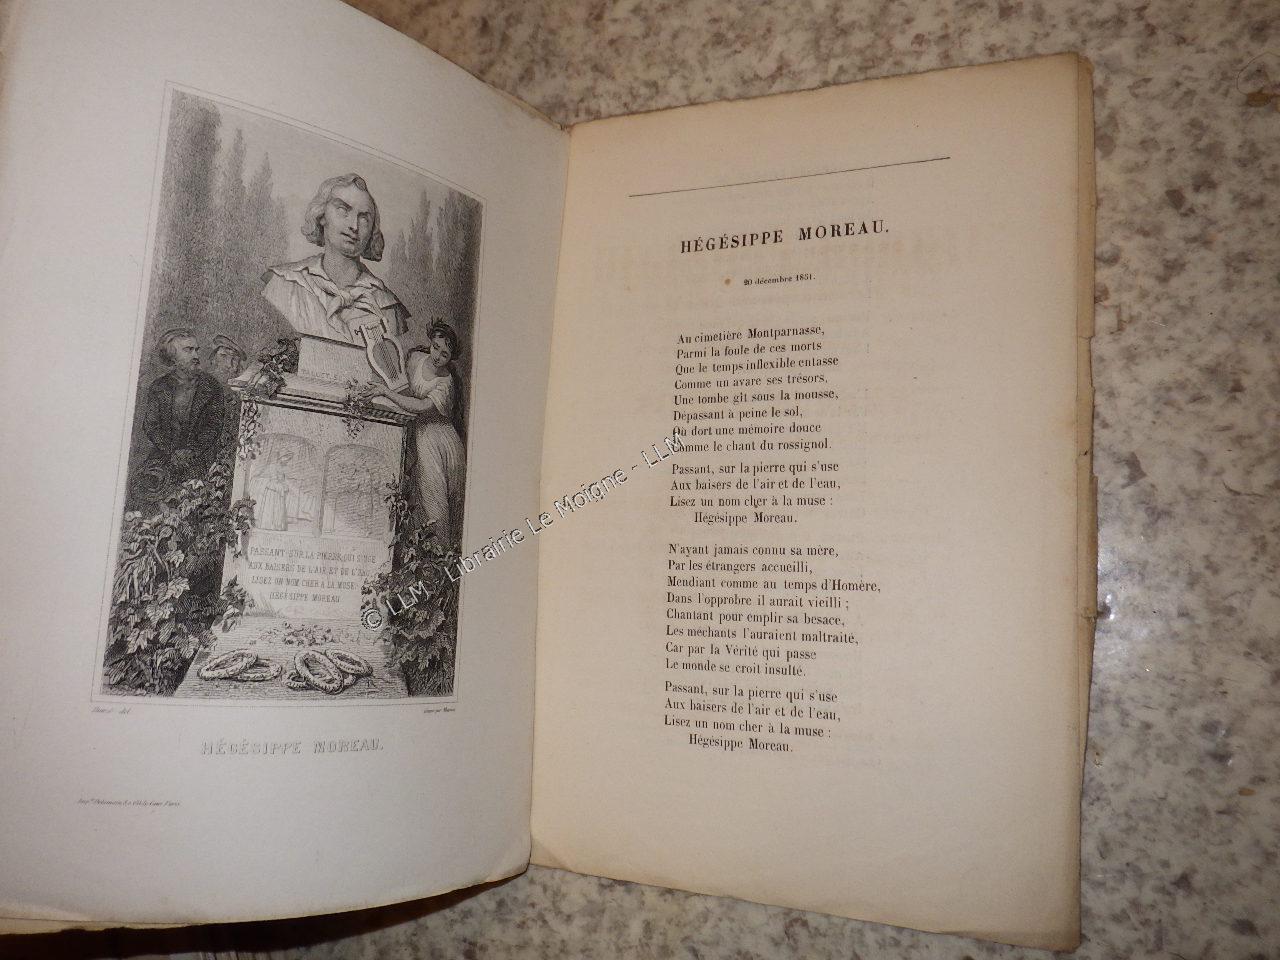 PASSANT SUR LA PIERRE QUI S'USE
AUX BAISERS DE L'AIR ET DE L'EAU
LISEZ UN NOM CHER A LA MUSE
HÉGÉSIPPE MOREAU
del.
HÉGÉSIPPE MOREAU.
HÉGÉSIPPE MOREAU.
20 décembre 1851.
Au cimetière Montparnasse,
Parmi la foule de ces morts
Que le temps inflexible entasse
Comme un avare ses trésors,
Une tombe gît sous la mousse,
Dépassant à peine le sol,
Où dort une mémoire douce
Comme le chant du rossignol.
Passant, sur la pierre qui s'use
Aux baisers de l'air et de l'eau,
Lisez un nom cher à la muse :
Hégésippe Moreau.
N'ayant jamais connu sa mère,
Par les étrangers accueilli,
Mendiant comme au temps d'Homère,
Dans l'opprobre il aurait vieilli ;
Chantant pour emplir sa besace,
Les méchants l'auraient maltraité,
Car par la Vérité qui passe
Le monde se croit insulté.
Passant, sur la pierre qui s'use
Aux baisers de l'air et de l'eau,
Lisez un nom cher à la muse :
Hégésippe Moreau.
© LLM - Librairie Le Moigne - LLM